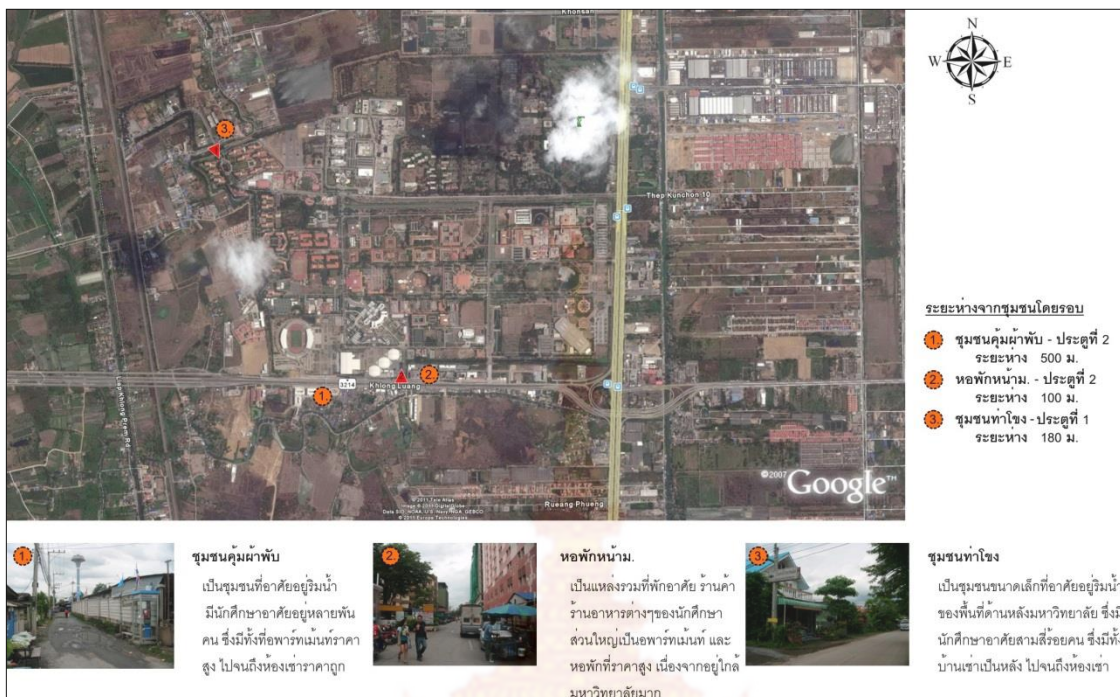 Khonse
N
W
E
S
3
Thep Kunchon 10
ระยะห่างจากชุมชนโดยรอบ
1. ชุมชนคุ้มผ้าพับ - ประตูที่ 2
ระยะห่าง 500 ม.
2. หอพักหน้าม. - ประตูที่ 2
ระยะห่าง 100 ม.
3. ชุมชนท่าโขง - ประตูที่ 1
ระยะห่าง 180 ม.
2.
3214
Khlong Luang
1.
©2007 Google™
© 2011 Tele Atlas
Image © 2011 DigitalGlobe
Data SIO, NOAA, U.S. Navy, NGA, GEBCO
© 2011 Europa Technologies
Rueang Phueng
1.
ชุมชนคุ้มผ้าพับ
เป็นชุมชนที่อาศัยอยู่ริมน้ำ
มีนักศึกษาอาศัยอยู่หลายพัน
คน ซึ่งมีทั้งที่อพาร์ทเม้นท์ราคา
สูง ไปจนถึงห้องเช่าราคาถูก
2.
หอพักหน้าม.
เป็นแหล่งรวมที่พักอาศัย ร้านค้า
ร้านอาหารต่างๆของนักศึกษา
ส่วนใหญ่เป็นอพาร์ทเม้นท์ และ
หอพักที่ราคาสูง เนื่องจากอยู่ใกล้
มหาวิทยาลัยมาก
3.
ชุมชนท่าโขง
เป็นชุมชนขนาดเล็กที่อาศัยอยู่ริมน้ำ
ของพื้นที่ด้านหลังมหาวิทยาลัย ซึ่งมี
นักศึกษาอาศัยสามสี่ร้อยคน ซึ่งมีทั้ง
บ้านเช่าเป็นหลัง ไปจนถึงห้องเช่า